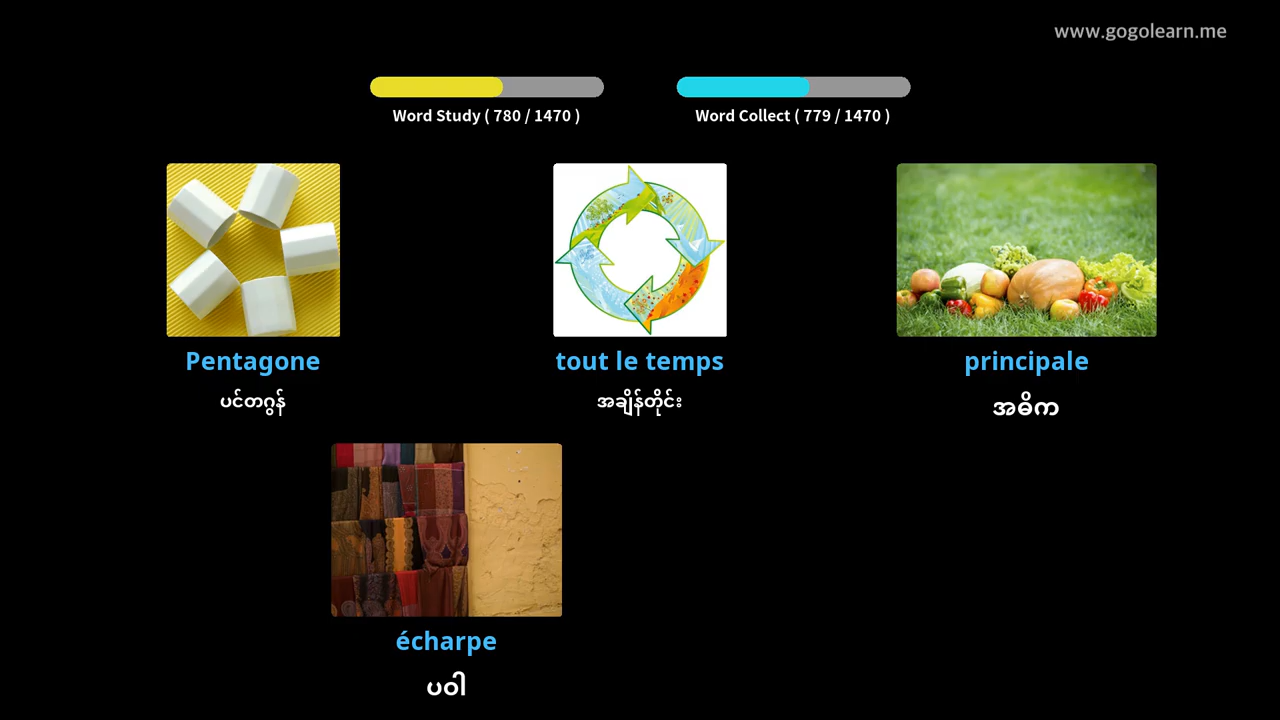 www.gogolearn.me
Word Study ( 780 / 1470 )
Word Collect ( 779 / 1470 )
Pentagone
ပင်တဂွန်
tout le temps
အချိန်တိုင်း
principale
အဓိက
écharpe
ပဝါ